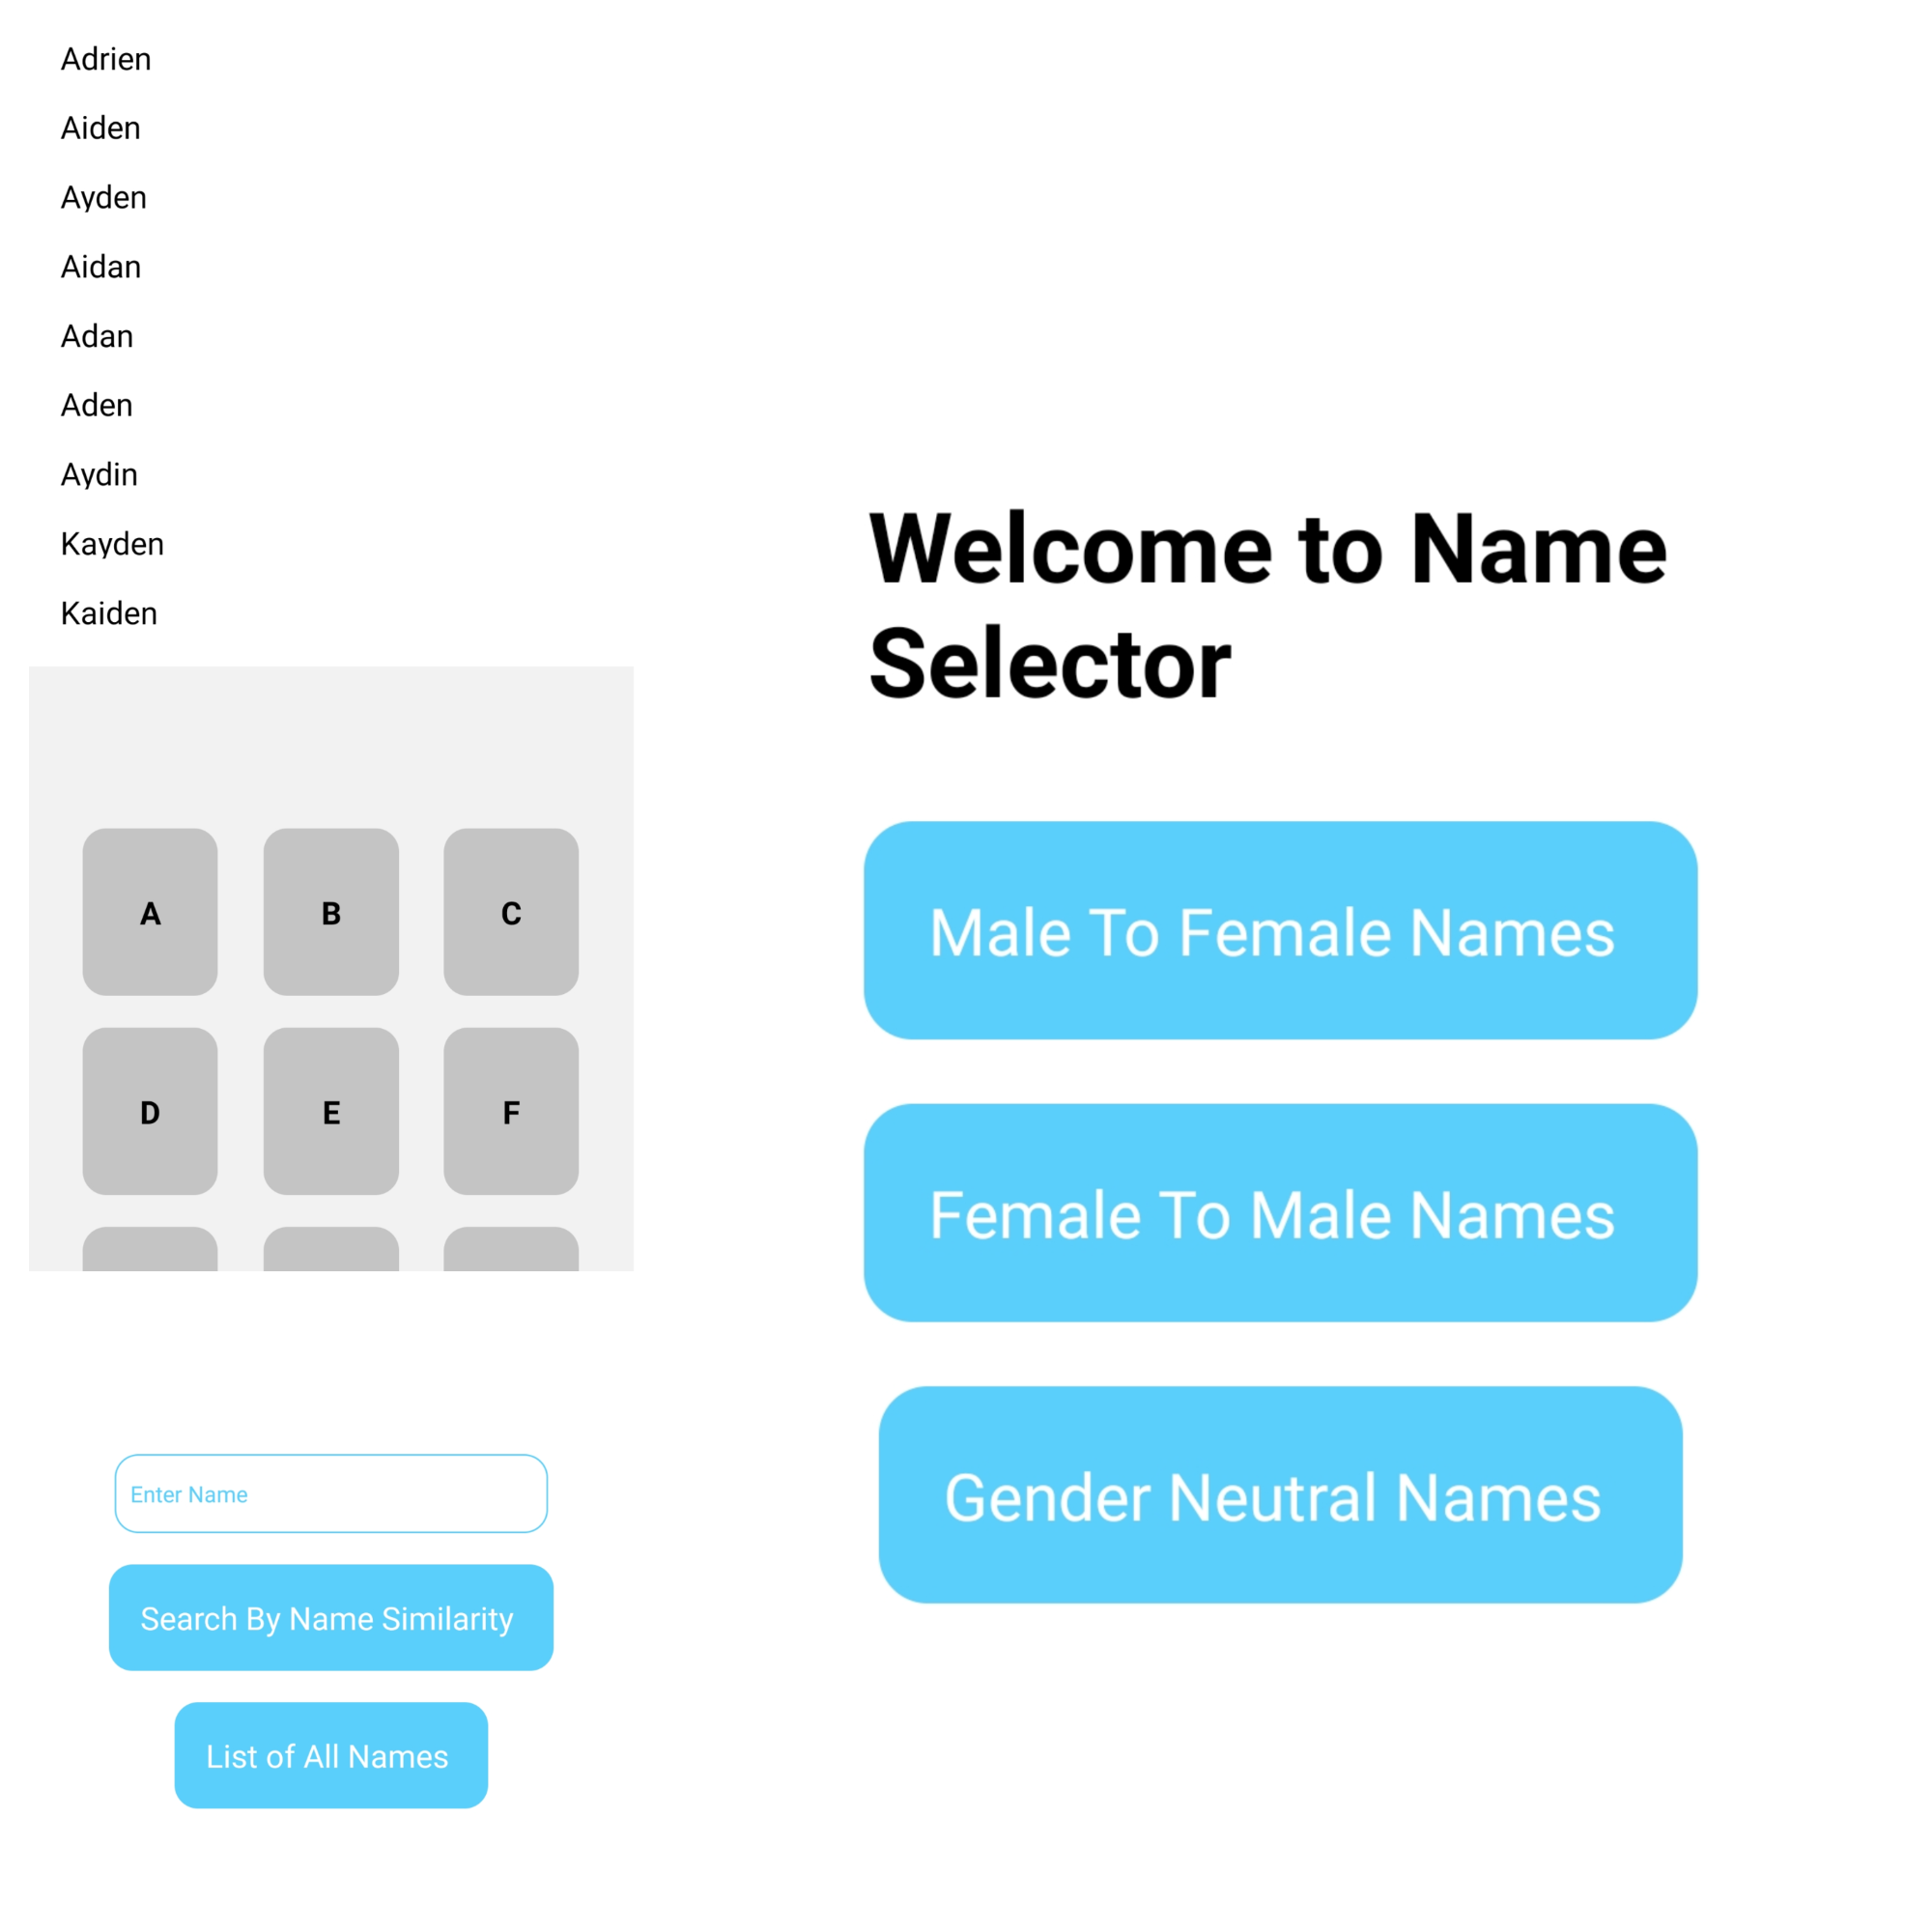 Adrien
Aiden
Ayden
Aidan
Adan
Aden
Aydin
Kayden
Kaiden
A B C
D E F
Enter Name
Search By Name Similarity
List of All Names
Welcome to Name
Selector
Male To Female Names
Female To Male Names
Gender Neutral Names